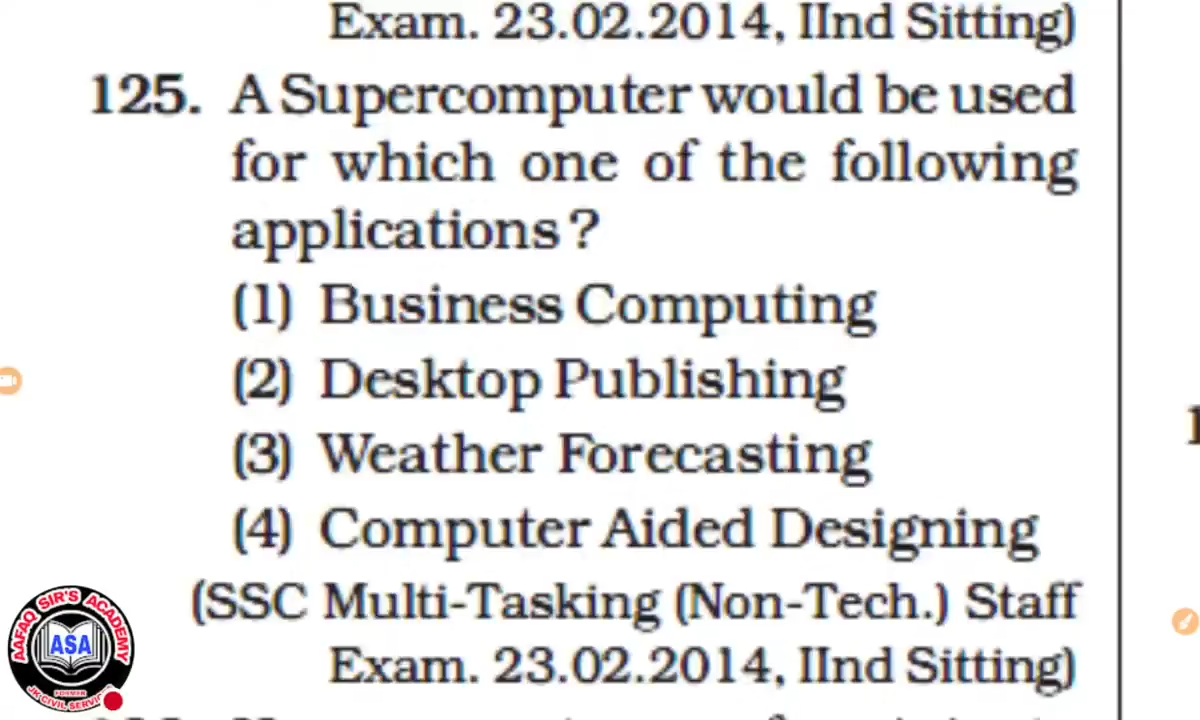 Exam. 23.02.2014, IInd Sitting)
125. A Supercomputer would be used
for which one of the following
applications ?
(1) Business Computing
(2) Desktop Publishing
(3) Weather Forecasting
(4) Computer Aided Designing
(SSC Multi-Tasking (Non-Tech.) Staff
Exam. 23.02.2014, IInd Sitting)
AAFAQ SIR'S ACADEMY
ASA